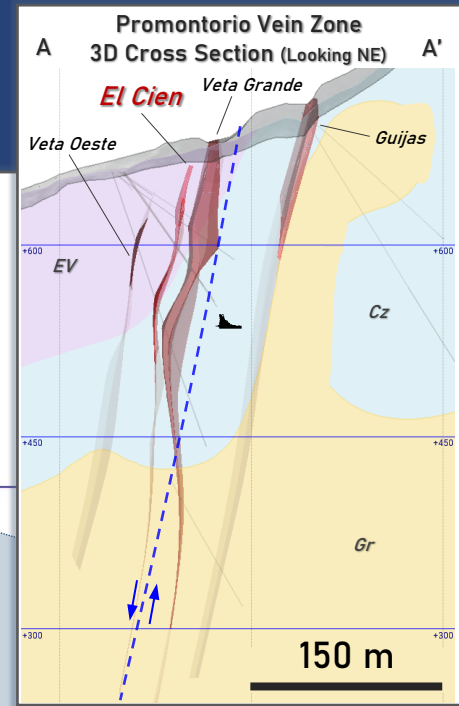 Promontorio Vein Zone
A
A'
3D Cross Section (Looking NE)
Veta Grande
El Cien
Veta Oeste
Guijas
+600
+600
EV
Cz
+450
+450
Gr
+300
+300
150 m